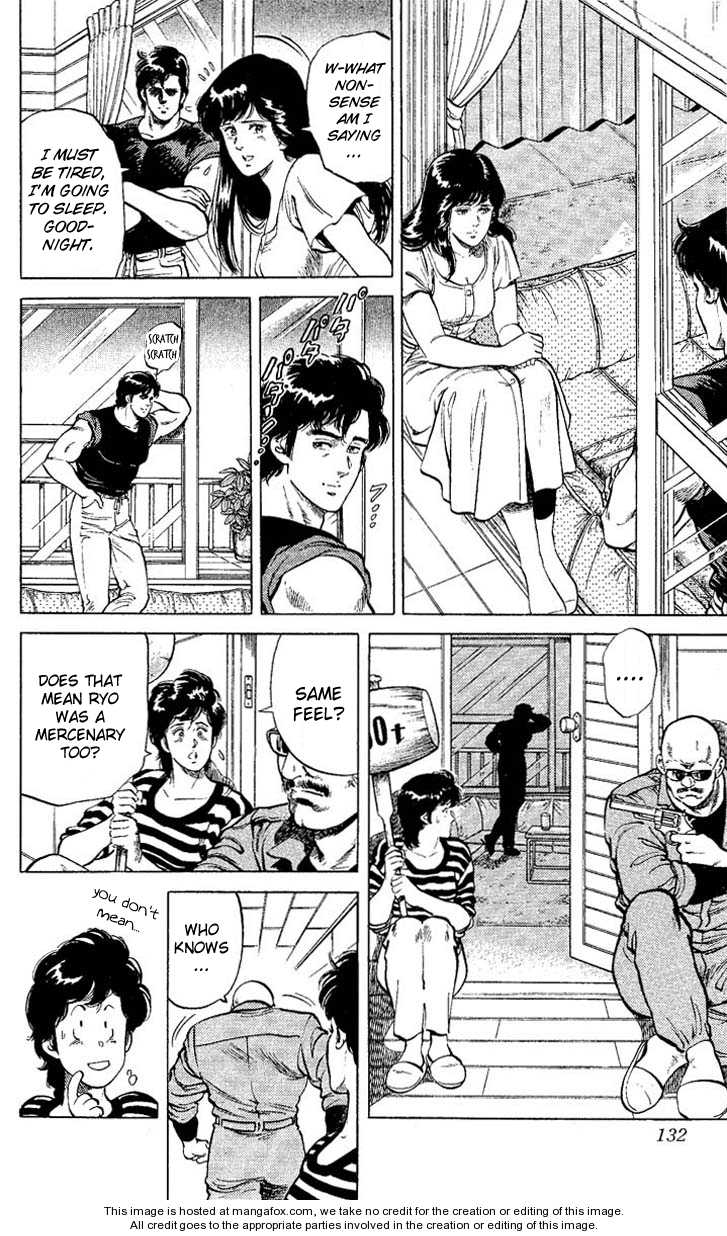 W-WHAT
NON-
SENSE
AM I
SAYING
...
I MUST
BE TIRED,
I'M GOING
TO SLEEP.
GOOD-
NIGHT.
パタパタパタ
フ...
SCRATCH
SCRATCH
....
0t
SAME
FEEL?
DOES THAT
MEAN RYO
WAS A
MERCENARY
TOO?
WHO
KNOWS
...
you don't
mean...
132
This image is hosted at mangafox.com, we take no credit for the creation or editing of this image.
All credit goes to the appropriate parties involved in the creation or editing of this image.